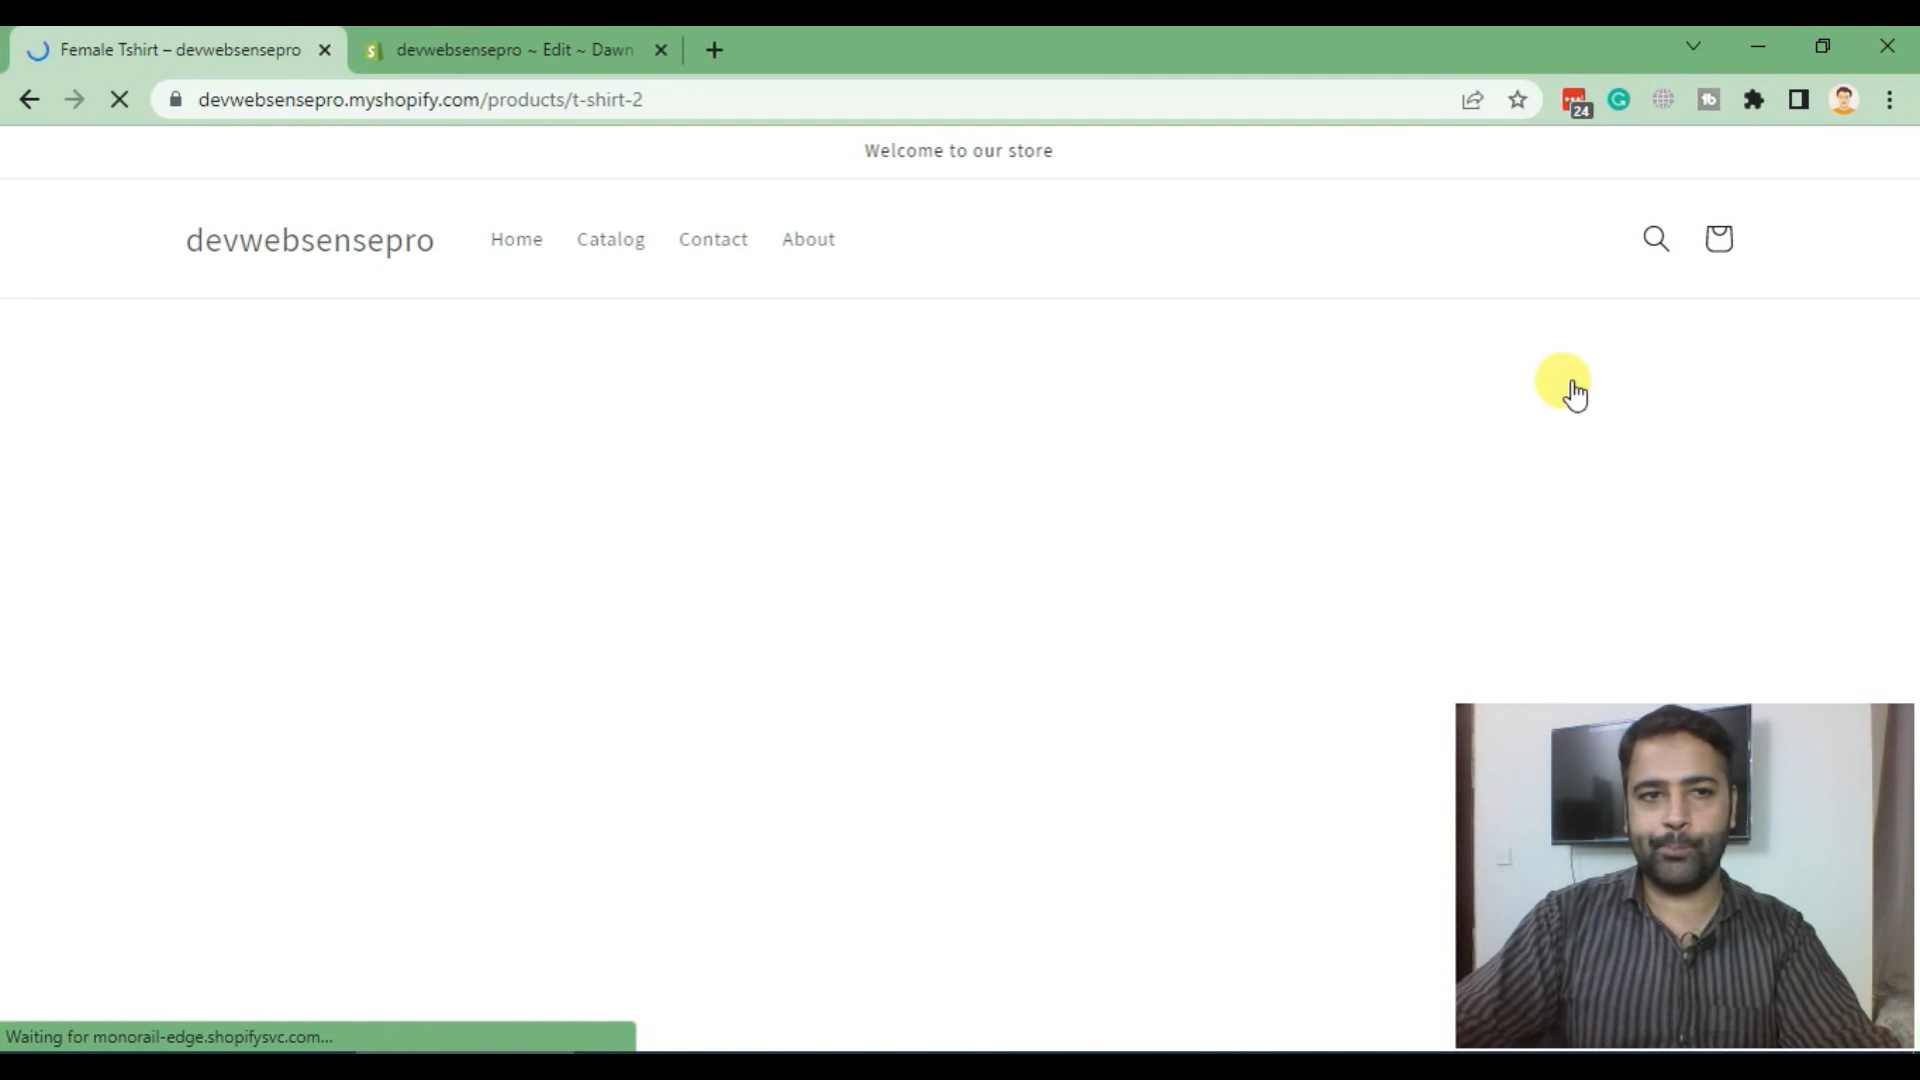 Female Tshirt – devwebsensepro
devwebsensepro ~ Edit ~ Dawn
devwebsensepro.myshopify.com/products/t-shirt-2
24
Welcome to our store
devwebsensepro
Home
Catalog
Contact
About
Waiting for monorail-edge.shopifysvc.com...